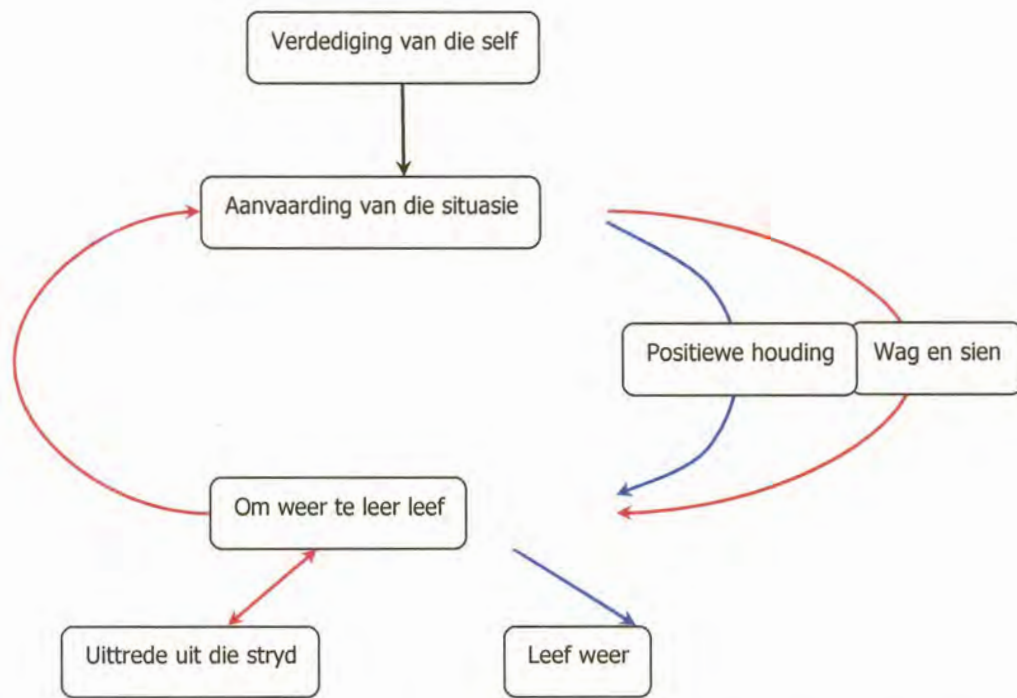 Verdediging van die self
Aanvaarding van die situasie
Positiewe houding
Wag en sien
Om weer te leer leef
Uittrede uit die stryd
Leef weer